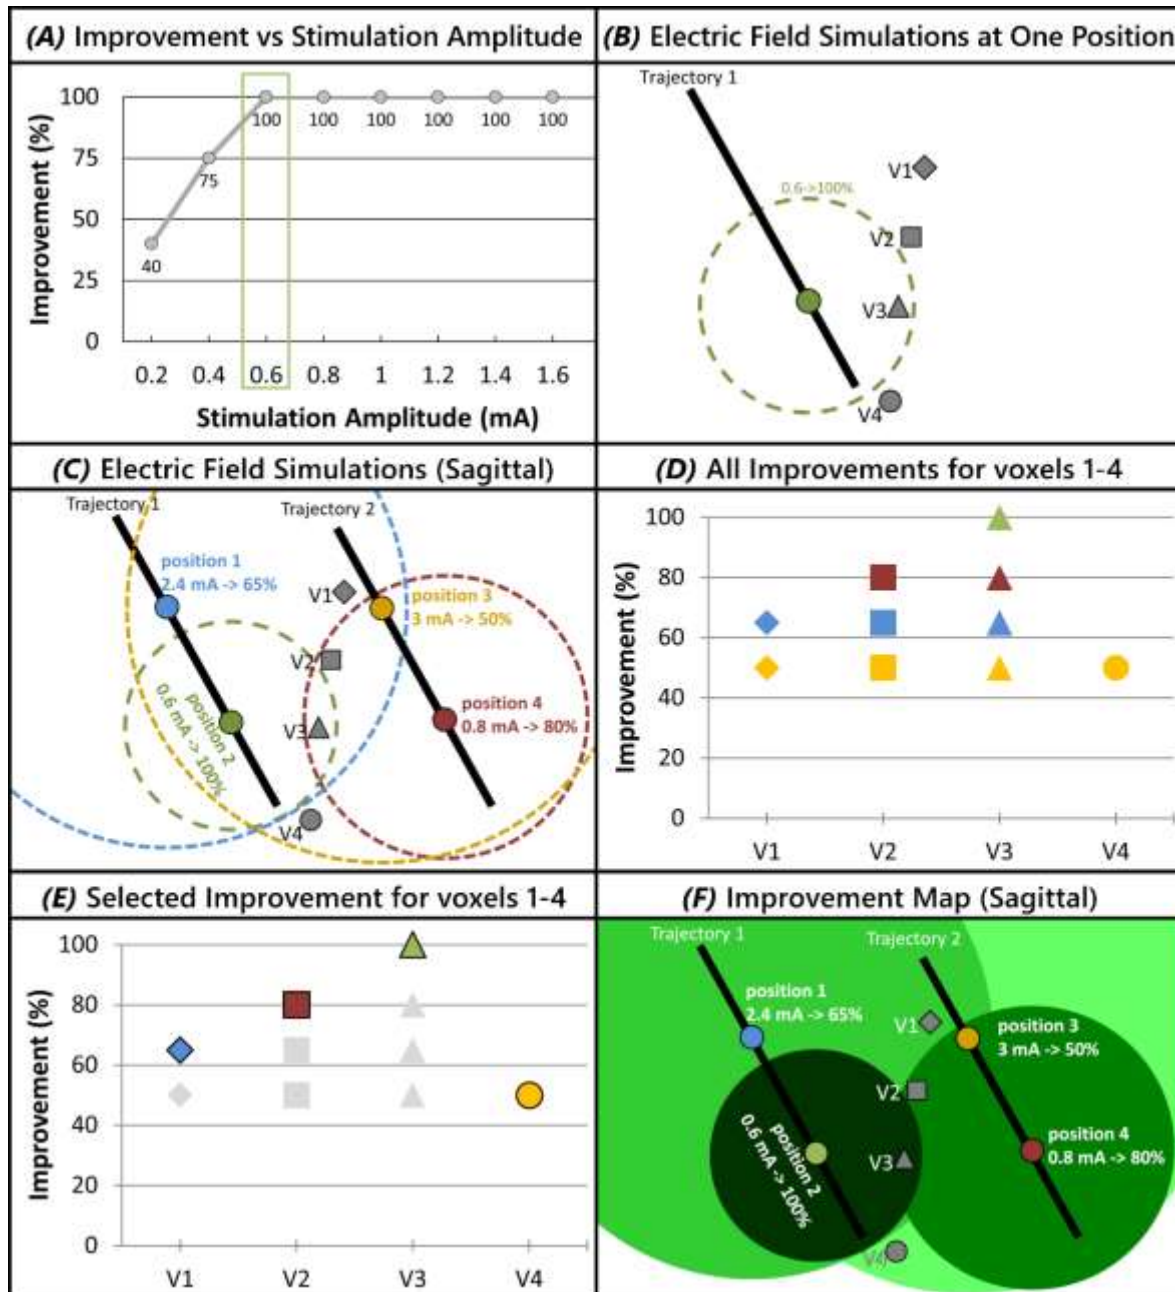 (A) Improvement vs Stimulation Amplitude
Improvement (%)
100
75
50
25
0
40
75
100 100 100 100 100 100
0.2 0.4 0.6 0.8 1 1.2 1.4 1.6
Stimulation Amplitude (mA)
(B) Electric Field Simulations at One Position
Trajectory 1
0.6->100%
V1
V2
V3
V4
(C) Electric Field Simulations (Sagittal)
Trajectory 1
Trajectory 2
position 1
2.4 mA -> 65%
V1
position 3
3 mA -> 50%
V2
position 2
0.6 mA -> 100%
V3
position 4
0.8 mA -> 80%
V4
(D) All Improvements for voxels 1-4
Improvement (%)
100
80
60
40
20
0
V1 V2 V3 V4
(E) Selected Improvement for voxels 1-4
Improvement (%)
100
80
60
40
20
0
V1 V2 V3 V4
(F) Improvement Map (Sagittal)
Trajectory 1
Trajectory 2
position 1
2.4 mA -> 65%
V1
position 3
3 mA -> 50%
V2
position 2
0.6 mA -> 100%
V3
position 4
0.8 mA -> 80%
V4